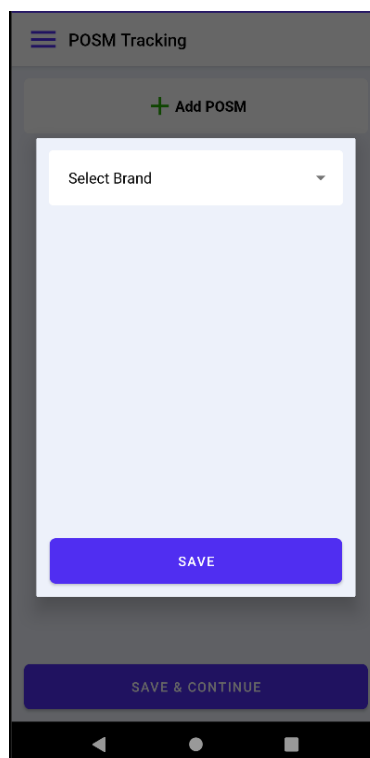 POSM Tracking
Add POSM
Select Brand
SAVE
SAVE & CONTINUE